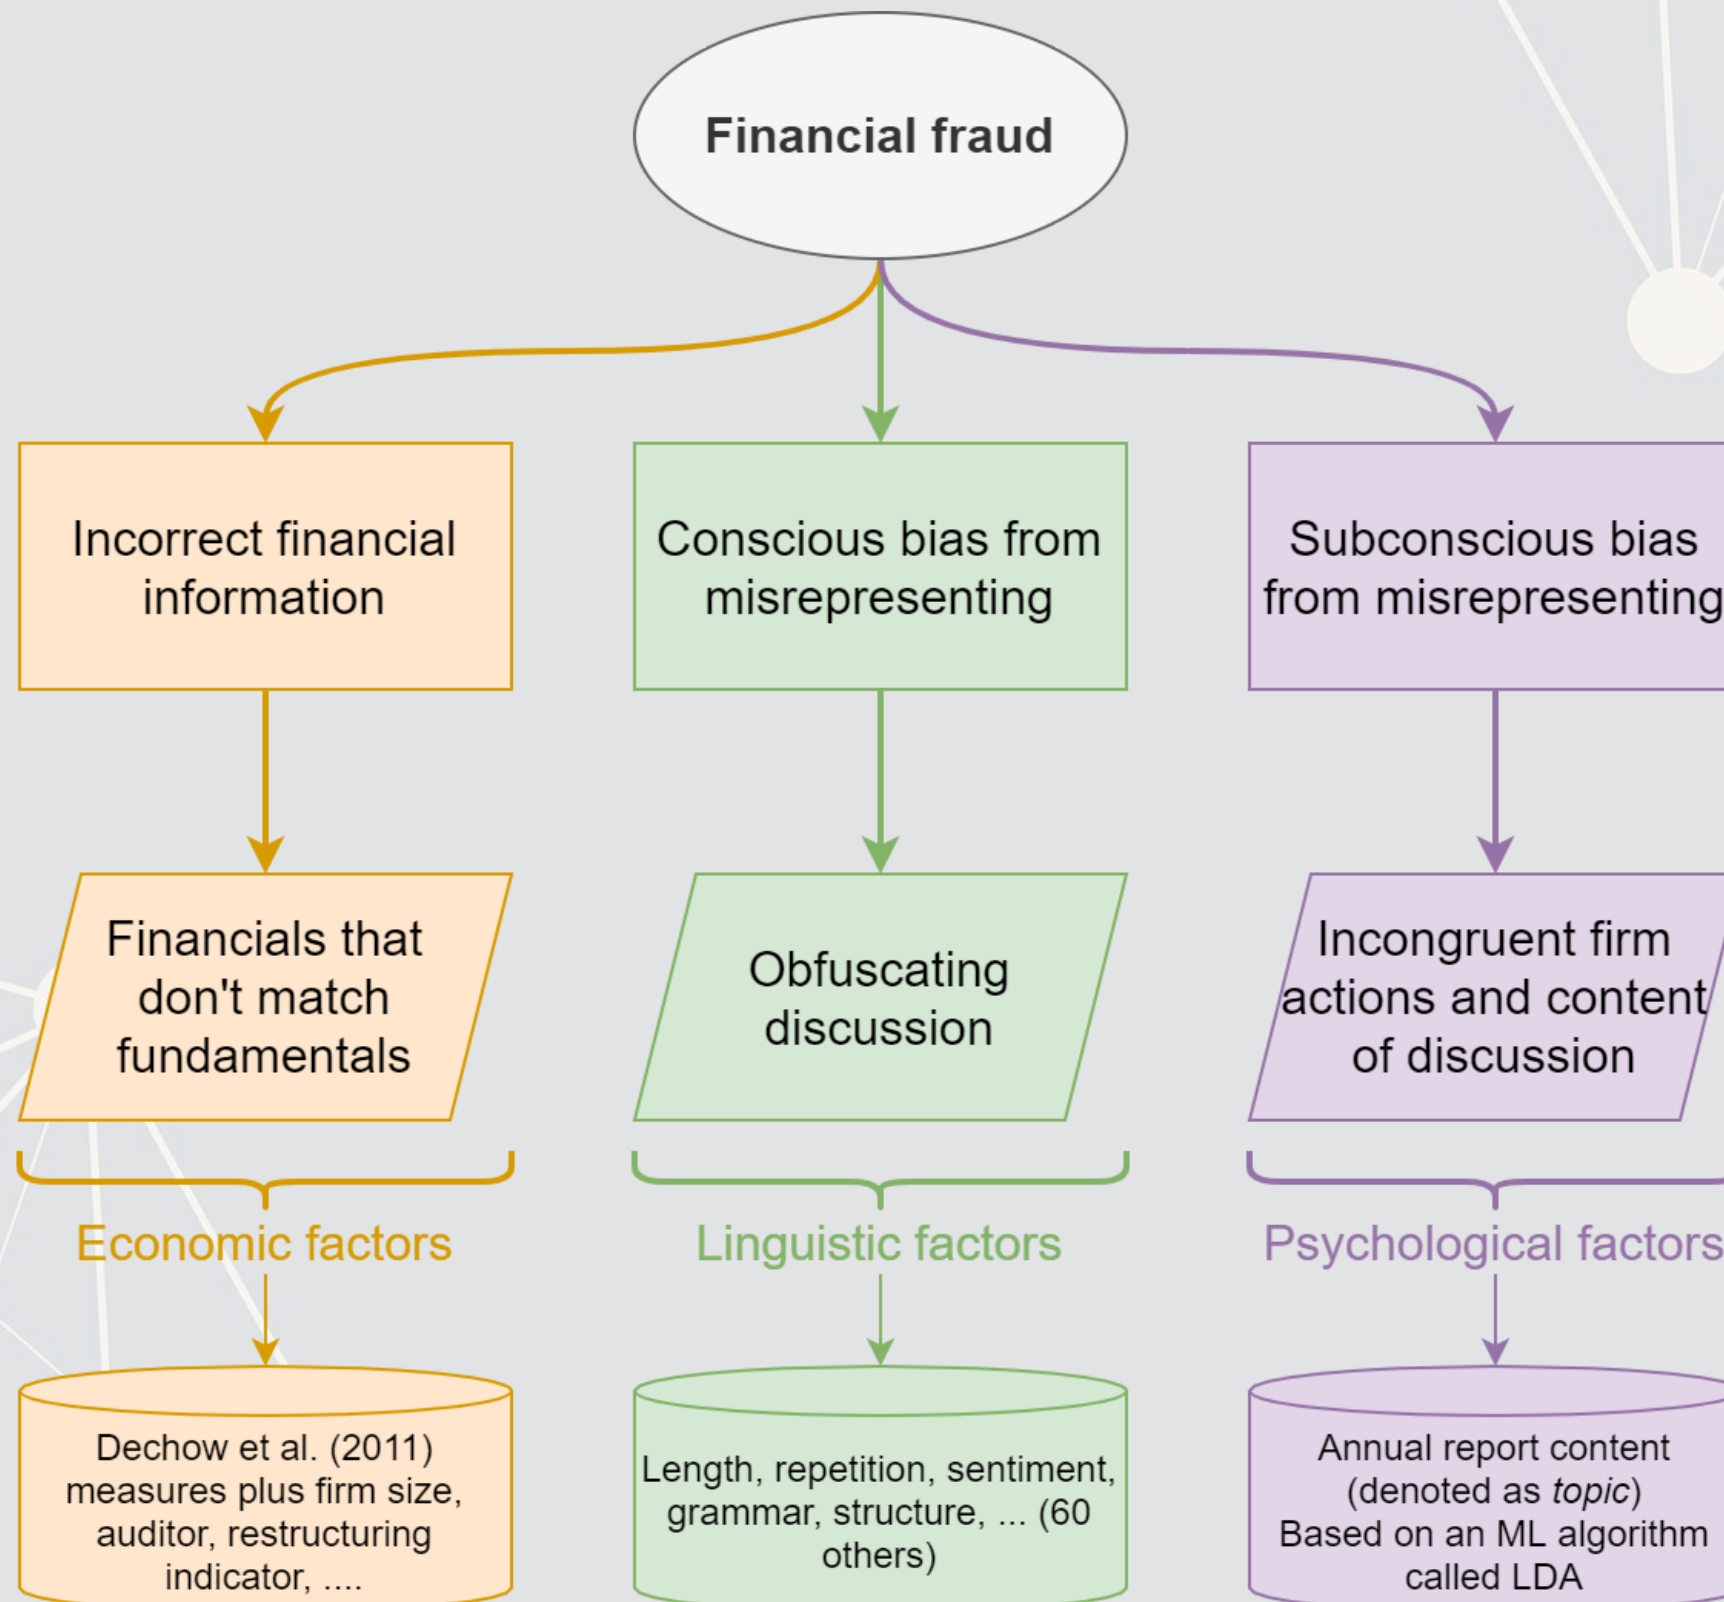 Financial fraud
Incorrect financial
information
Conscious bias from
misrepresenting
Subconscious bias
from misrepresenting
Financials that
don't match
fundamentals
Obfuscating
discussion
Incongruent firm
actions and content
of discussion
Economic factors
Linguistic factors
Psychological factors
Dechow et al. (2011)
measures plus firm size,
auditor, restructuring
indicator, ....
Length, repetition, sentiment,
grammar, structure, ... (60
others)
Annual report content
(denoted as topic)
Based on an ML algorithm
called LDA